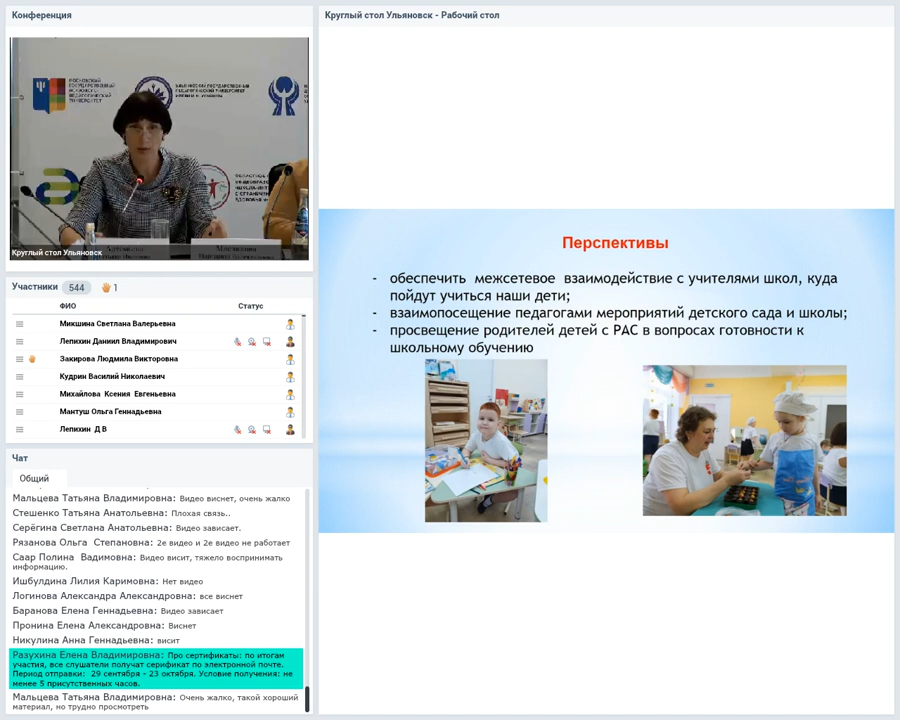 Конференция
МОСКОВСКИЙ
ГОСУДАРСТВЕННЫЙ
УНИВЕРСИТЕТ
Круглый стол Ульяновск
Участники 544 1
ФИО Статус
Микшина Светлана Валерьевна
Лепихин Даниил Владимирович
Закирова Людмила Викторовна
Кудрин Василий Николаевич
Михайлова Ксения Евгеньевна
Мантуш Ольга Геннадьевна
Лепихин Д В
Чат
Общий
Мальцева Татьяна Владимировна: Видео виснет, очень жалко
Стешенко Татьяна Анатольевна: Плохая связь..
Серёгина Светлана Анатольевна: Видео зависает.
Рязанова Ольга Степановна: 2е видео и 2е видео не работает
Саар Полина Вадимовна: Видео висит, тяжело воспринимать
информацию.
Ишбулдина Лилия Каримовна: Нет видео
Логинова Александра Александровна: все виснет
Баранова Елена Геннадьевна: Видео зависает
Пронина Елена Александровна: Виснет
Никулина Анна Геннадьевна: висит
Разухина Елена Владимировна: Про сертификаты: по итогам
участия, все слушатели получат серификат по электронной почте.
Период отправки: 29 сентября - 23 октября. Условие получения: не
менее 5 присутственных часов.
Мальцева Татьяна Владимировна: Очень жалко, такой хороший
материал, но трудно просмотреть
Круглый стол Ульяновск - Рабочий стол
Перспективы
- обеспечить межсетевое взаимодействие с учителями школ, куда
пойдут учиться наши дети;
- взаимопосещение педагогами мероприятий детского сада и школы;
- просвещение родителей детей с РАС в вопросах готовности к
школьному обучению